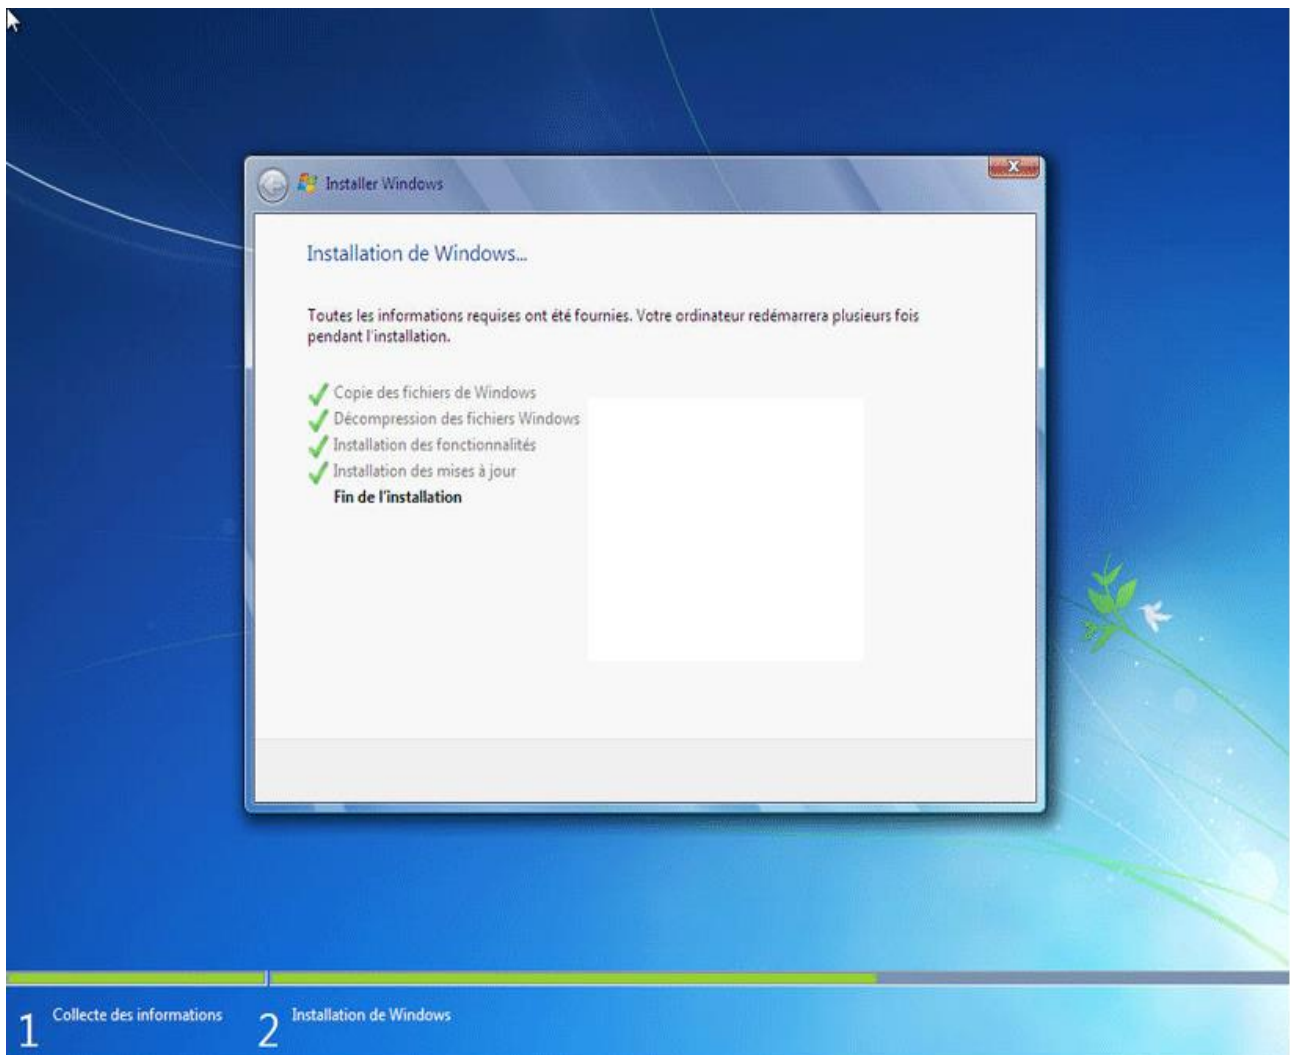 Installer Windows
Installation de Windows...
Toutes les informations requises ont été fournies. Votre ordinateur redémarrera plusieurs fois
pendant l'installation.
Copie des fichiers de Windows
Décompression des fichiers Windows
Installation des fonctionnalités
Installation des mises à jour
Fin de l'installation
1 Collecte des informations 2 Installation de Windows